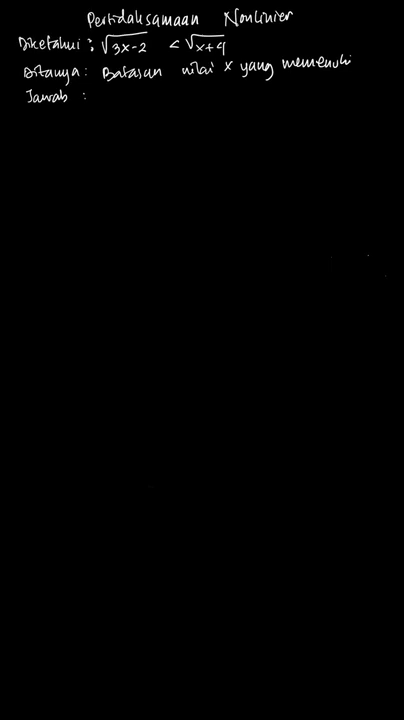 Pertidaksamaan Nonlinier
Diketahui : √3x-2 < √x+4
Ditanya : Batasan nilai x yang memenuhi
Jawab :